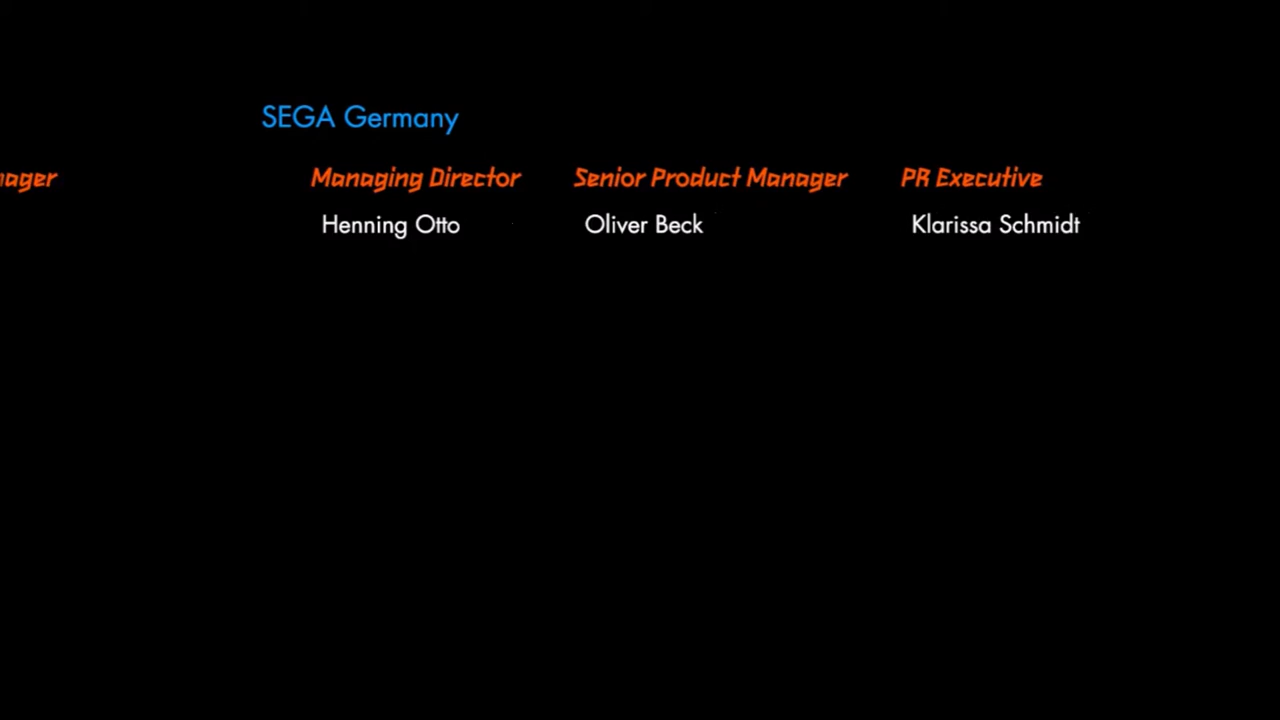 SEGA Germany
Managing Director Senior Product Manager PR Executive
Henning Otto Oliver Beck Klarissa Schmidt